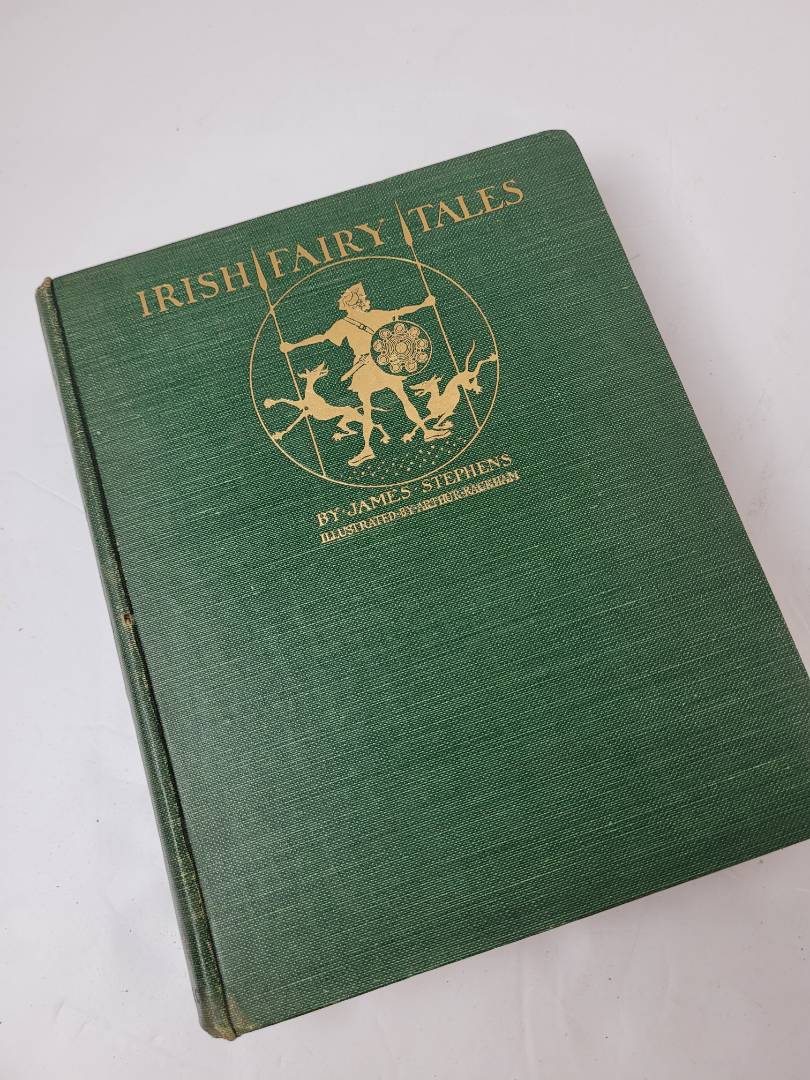 IRISH FAIRY TALES
BY·JAMES·STEPHENS
ILLUSTRATED·BY·ARTHUR·RACKHAM